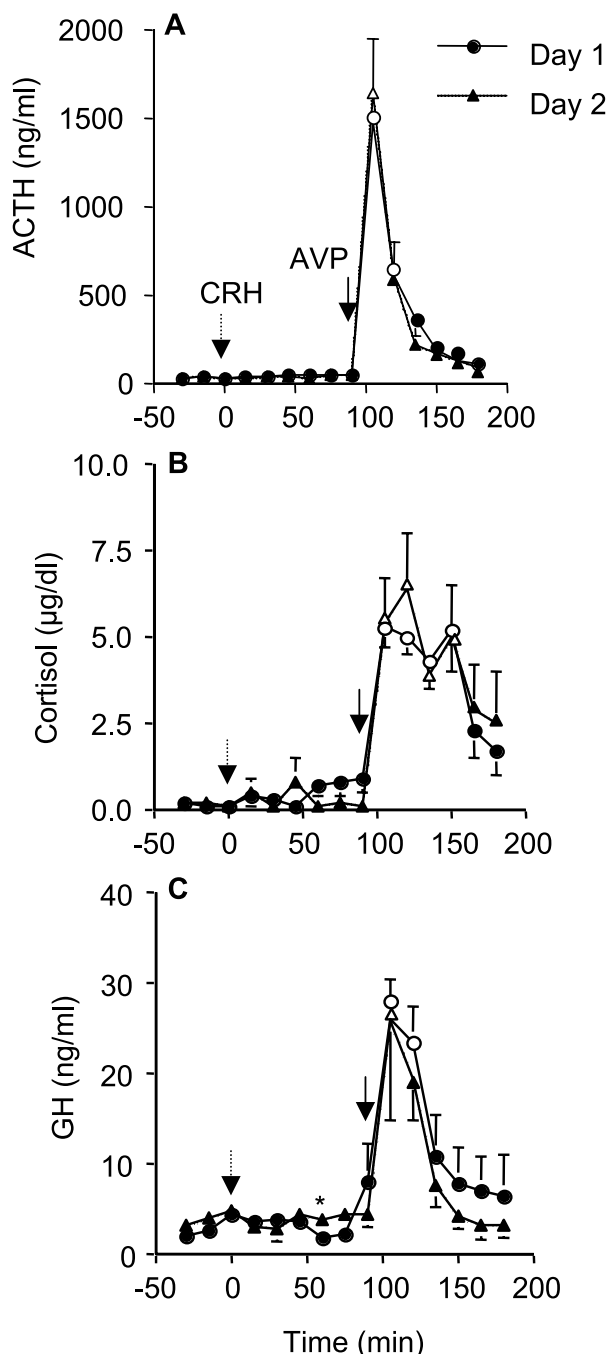 A
2000
1500
1000
500
0
ACTH (ng/ml)
Day 1
Day 2
CRH
AVP
-50 0 50 100 150 200
B
10.0
7.5
5.0
2.5
0.0
Cortisol (µg/dl)
-50 0 50 100 150 200
C
40
30
20
10
0
GH (ng/ml)
*
-50 0 50 100 150 200
Time (min)